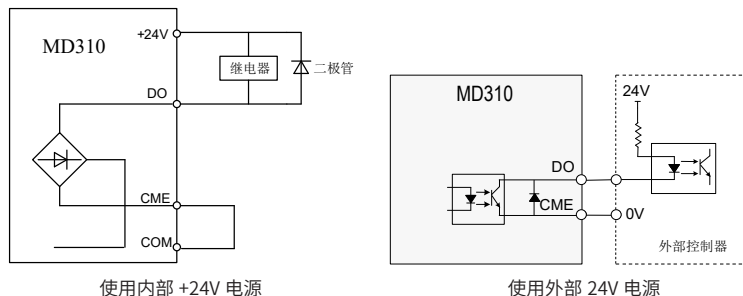 MD310
+24V
继电器
二极管
DO
CME
COM
使用内部 +24V 电源
MD310
24V
DO
CME
0V
外部控制器
使用外部 24V 电源